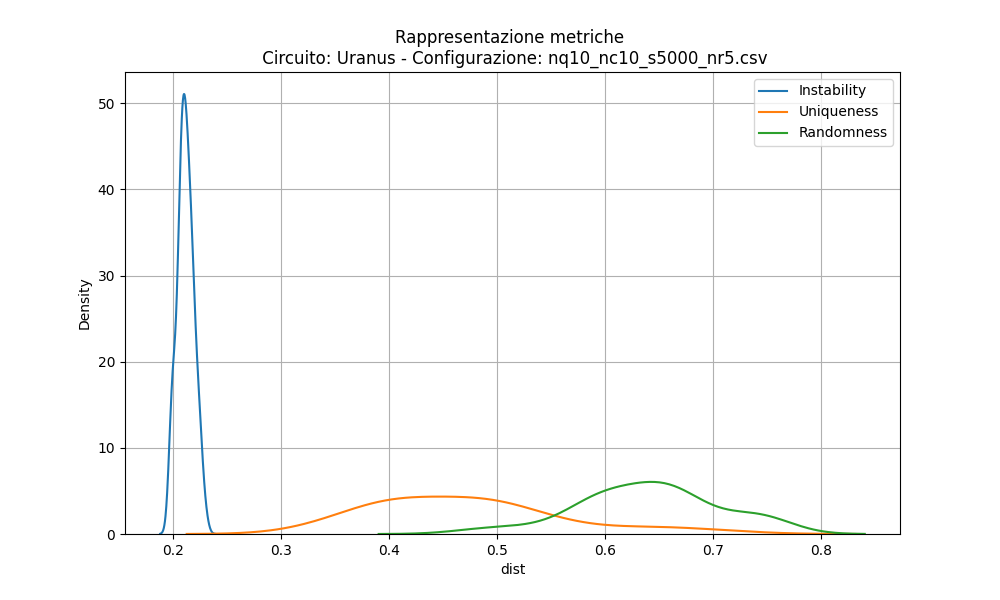 Rappresentazione metriche
Circuito: Uranus - Configurazione: nq10_nc10_s5000_nr5.csv
Instability
Uniqueness
Randomness
Density
50
40
30
20
10
0
0.2 0.3 0.4 0.5 0.6 0.7 0.8
dist